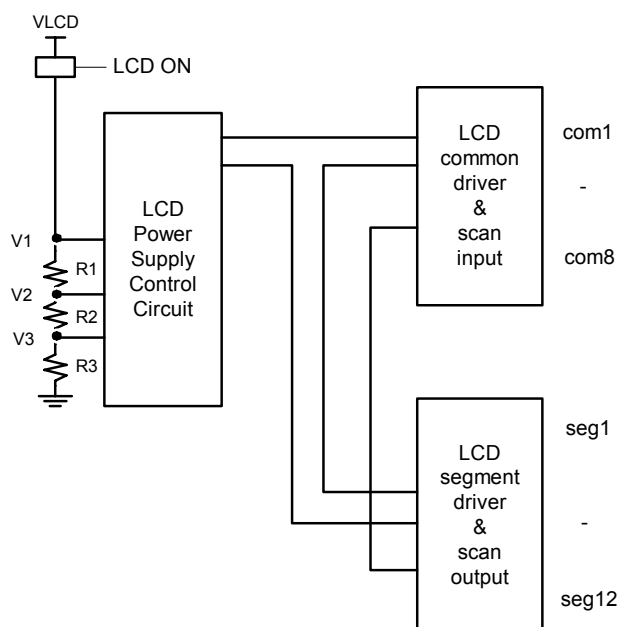 VLCD
LCD ON
V1
R1
V2
R2
V3
R3
LCD
Power
Supply
Control
Circuit
LCD
common
driver
&
scan
input
com1
-
com8
LCD
segment
driver
&
scan
output
seg1
-
seg12